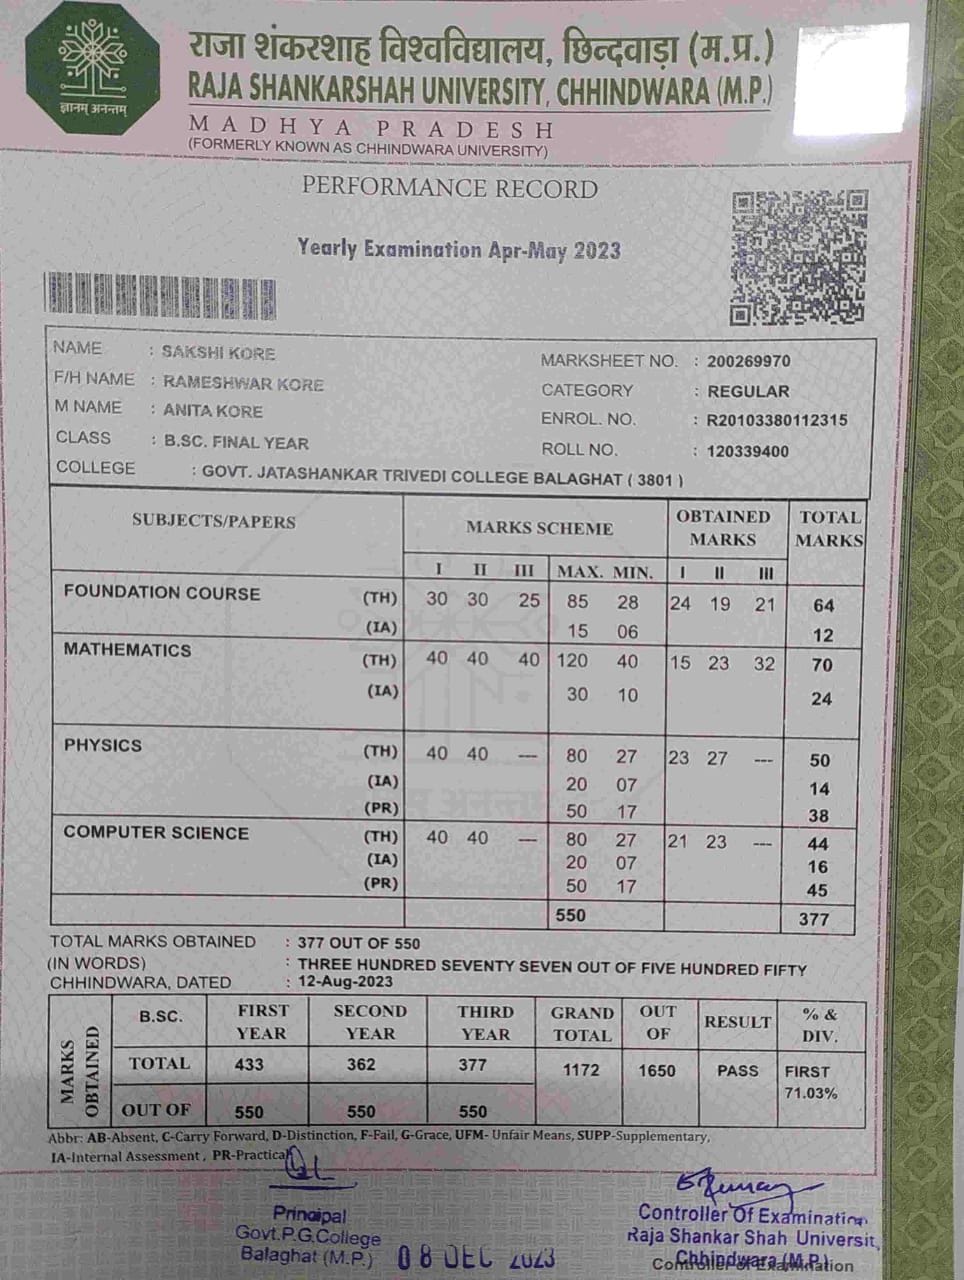 राजा शंकरशाह विश्वविद्यालय, छिन्दवाड़ा (म.प्र.)
RAJA SHANKARSHAH UNIVERSITY, CHHINDWARA (M.P.)
MADHYA PRADESH
(FORMERLY KNOWN AS CHHINDWARA UNIVERSITY)
ज्ञानम् अनन्तम्
PERFORMANCE RECORD
Yearly Examination Apr-May 2023
NAME : SAKSHI KORE
F/H NAME : RAMESHWAR KORE
M NAME : ANITA KORE
CLASS : B.SC. FINAL YEAR
COLLEGE : GOVT. JATASHANKAR TRIVEDI COLLEGE BALAGHAT ( 3801 )
MARKSHEET NO. : 200269970
CATEGORY : REGULAR
ENROL. NO. : R20103380112315
ROLL NO. : 120339400
SUBJECTS/PAPERS MARKS SCHEME OBTAINED MARKS TOTAL MARKS
I II III MAX. MIN. I II III
FOUNDATION COURSE (TH) 30 30 25 85 28 24 19 21 64
(IA) 15 06 12
MATHEMATICS (TH) 40 40 40 120 40 15 23 32 70
(IA) 30 10 24
PHYSICS (TH) 40 40 --- 80 27 23 27 --- 50
(IA) 20 07 14
(PR) 50 17 38
COMPUTER SCIENCE (TH) 40 40 --- 80 27 21 23 --- 44
(IA) 20 07 16
(PR) 50 17 45
550 377
TOTAL MARKS OBTAINED : 377 OUT OF 550
(IN WORDS) : THREE HUNDRED SEVENTY SEVEN OUT OF FIVE HUNDRED FIFTY
CHHINDWARA, DATED : 12-Aug-2023
MARKS OBTAINED
B.SC. FIRST YEAR SECOND YEAR THIRD YEAR GRAND TOTAL OUT OF RESULT % & DIV.
TOTAL 433 362 377 1172 1650 PASS FIRST 71.03%
OUT OF 550 550 550
Abbr: AB-Absent, C-Carry Forward, D-Distinction, F-Fail, G-Grace, UFM- Unfair Means, SUPP-Supplementary,
IA-Internal Assessment , PR-Practical
Principal
Govt.P.G.College
Balaghat (M.P.)
08 DEC 2023
Controller Of Examination
Raja Shankar Shah Universit,
Chhindwara (M.P.)
Controller of Examination